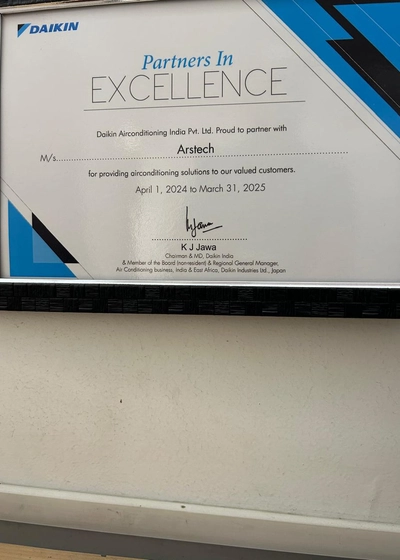 DAIKIN
Partners In
EXCELLENCE
Daikin Airconditioning India Pvt. Ltd. Proud to partner with
Arstech
M/s.
for providing airconditioning solutions to our valued customers.
April 1, 2024 to March 31, 2025
K J Jawa
Chairman & MD, Daikin India
& Member of the Board (non-resident) & Regional General Manager,
Air Conditioning business, India & East Africa, Daikin Industries Ltd., Japan